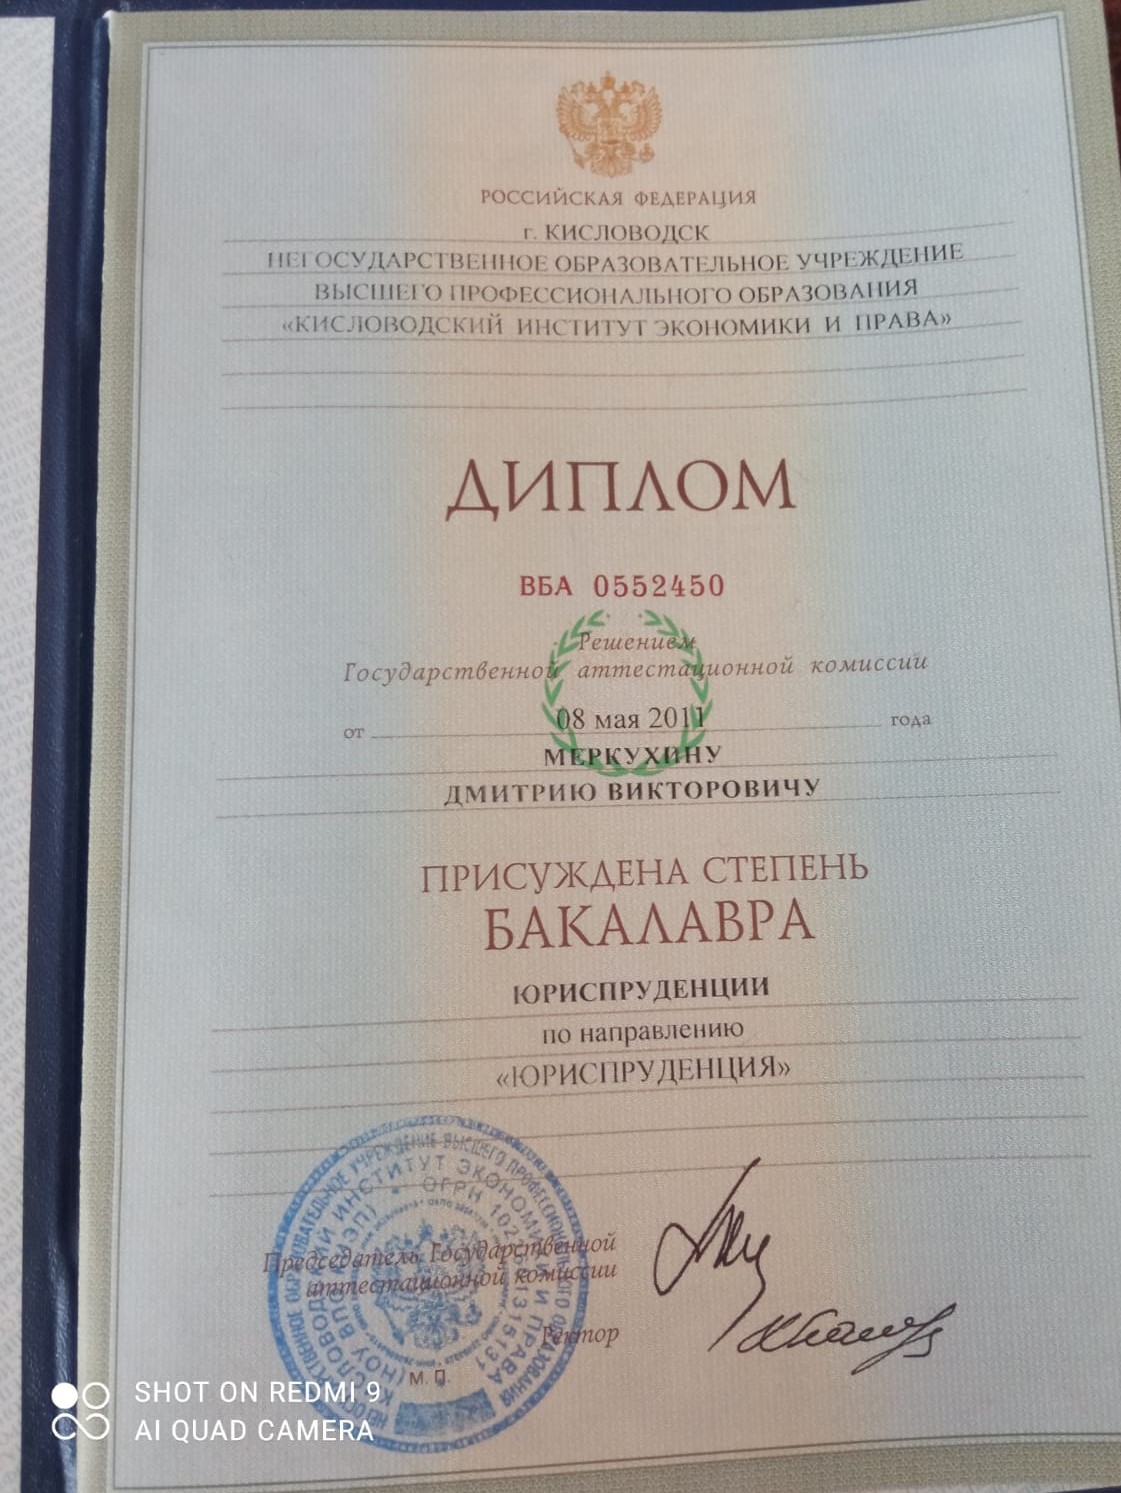 РОССИЙСКАЯ ФЕДЕРАЦИЯ
г. КИСЛОВОДСК
НЕГОСУДАРСТВЕННОЕ ОБРАЗОВАТЕЛЬНОЕ УЧРЕЖДЕНИЕ
ВЫСШЕГО ПРОФЕССИОНАЛЬНОГО ОБРАЗОВАНИЯ
«КИСЛОВОДСКИЙ ИНСТИТУТ ЭКОНОМИКИ И ПРАВА»
ДИПЛОМ
ВБА 0552450
Решением
Государственной аттестационной комиссии
от 08 мая 2011 года
МЕРКУХИНУ
ДМИТРИЮ ВИКТОРОВИЧУ
ПРИСУЖДЕНА СТЕПЕНЬ
БАКАЛАВРА
ЮРИСПРУДЕНЦИИ
по направлению
«ЮРИСПРУДЕНЦИЯ»
Председатель Государственной
аттестационной комиссии
Ректор
М. П.
SHOT ON REDMI 9
AI QUAD CAMERA